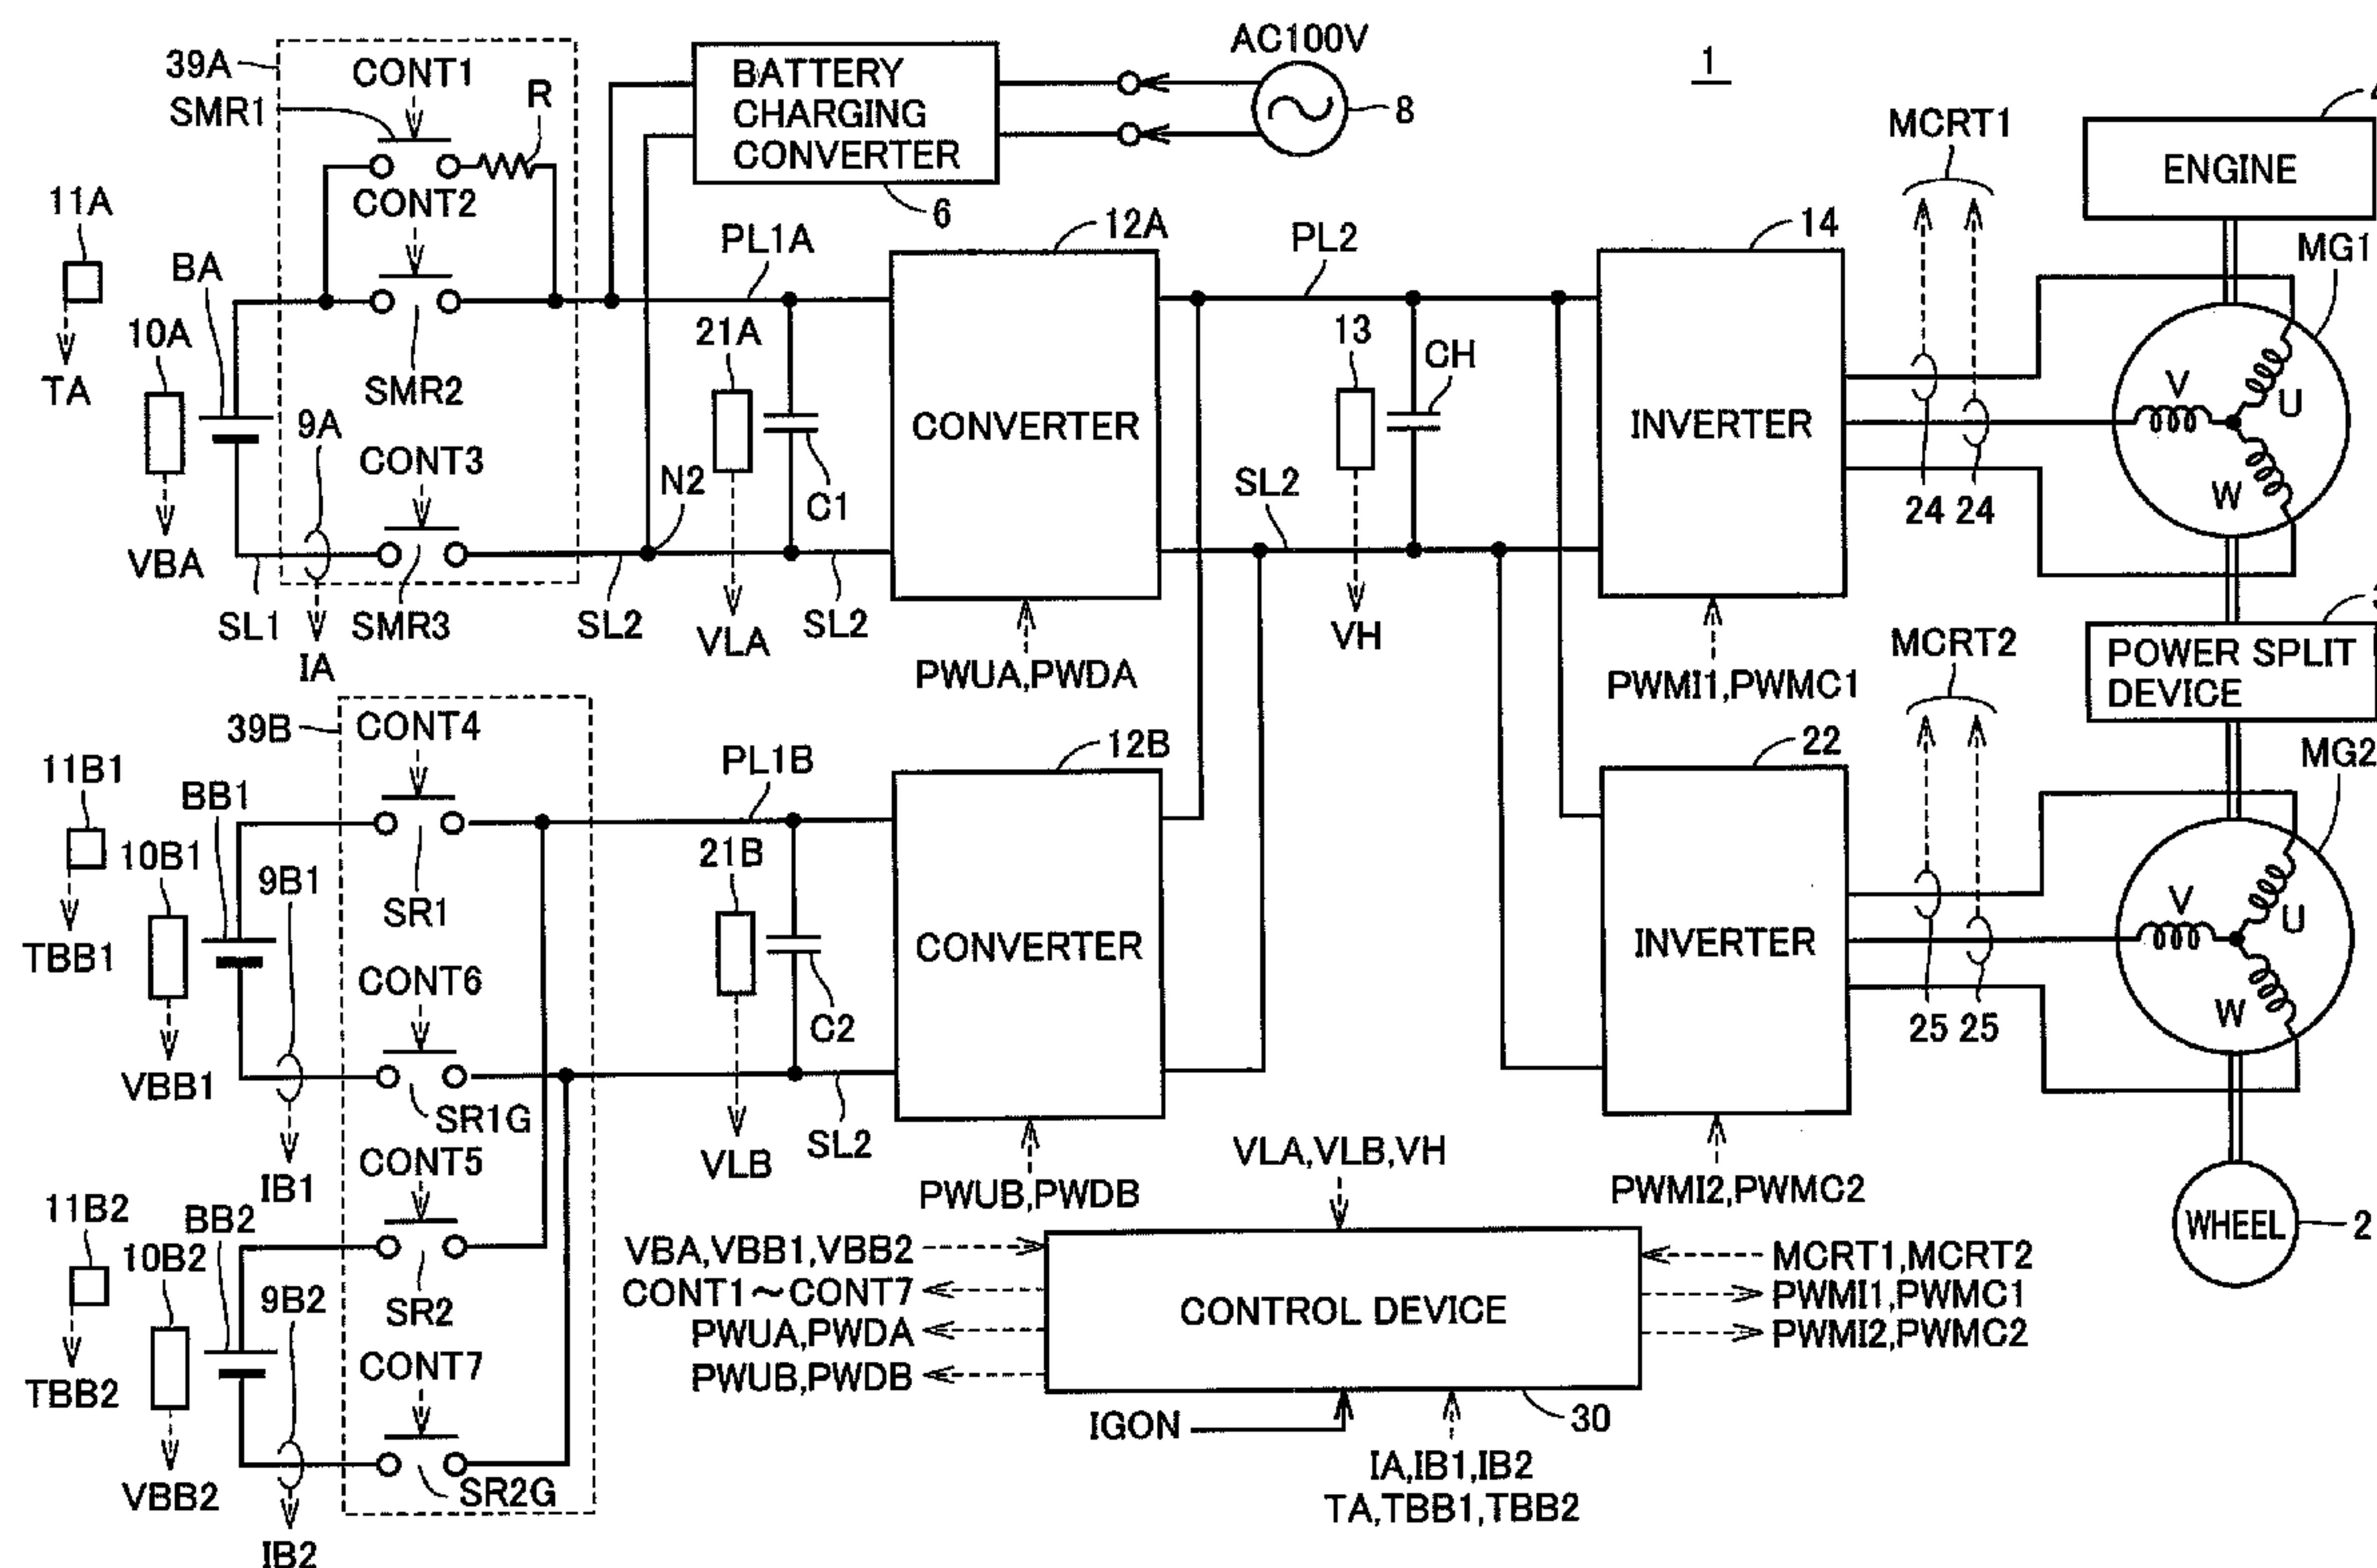 AC100V
1
4
39A
CONT1
BATTERY
CHARGING
CONVERTER
R
SMR1
8
MCRT1
ENGINE
CONT2
6
11A
PL1A
12A
PL2
14
MG1
BA
10A
21A
13
CH
TA
SMR2
9A
CONVERTER
INVERTER
V
U
CONT3
N2
C1
SL2
W
24 24
VBA
SL1
SMR3
SL2
VLA
SL2
VH
3
IA
PWUA,PWDA
PWMI1,PWMC1
MCRT2
POWER SPLIT
DEVICE
39B
CONT4
PL1B
12B
22
MG2
11B1
BB1
10B1
9B1
21B
SR1
TBB1
CONVERTER
INVERTER
V
U
CONT6
C2
W
25 25
VBB1
SR1G
IB1
CONT5
VLB
SL2
VLA,VLB,VH
PWUB,PWDB
PWMI2,PWMC2
11B2
BB2
10B2
9B2
SR2
WHEEL
2
VBA,VBB1,VBB2
CONT1~CONT7
PWUA,PWDA
PWUB,PWDB
CONTROL DEVICE
MCRT1,MCRT2
PWMI1,PWMC1
PWMI2,PWMC2
CONT7
TBB2
IGON
30
VBB2
SR2G
IA,IB1,IB2
TA,TBB1,TBB2
IB2